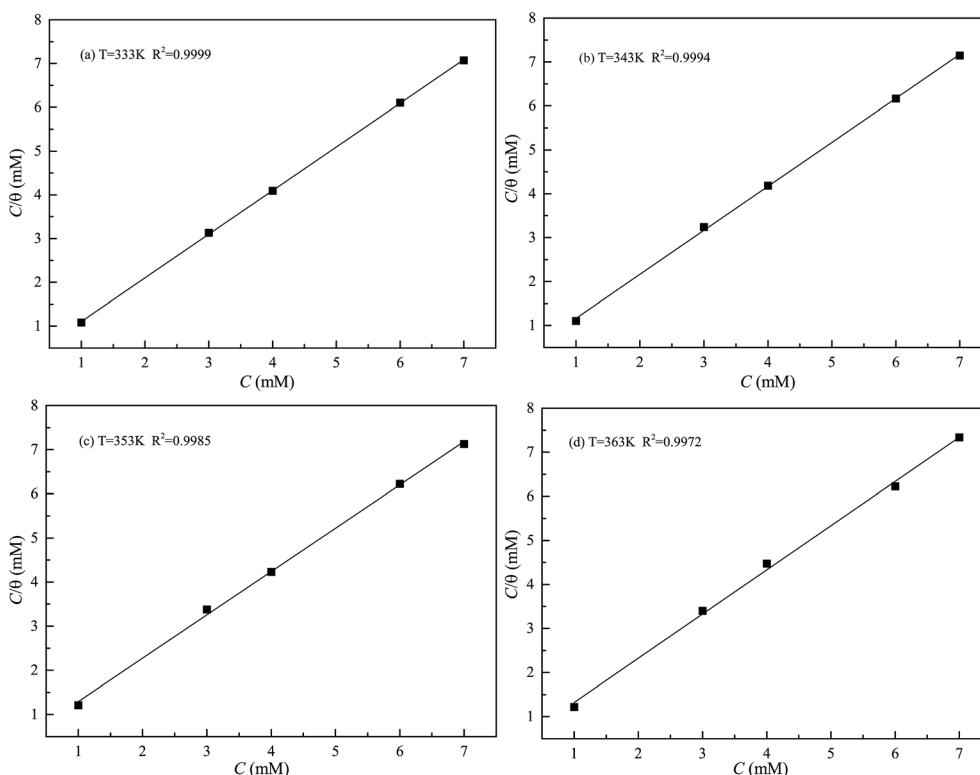 (a) T=333K R²=0.9999
8
7
6
5
4
3
2
1
C/θ (mM)
1 2 3 4 5 6 7
C (mM)
(b) T=343K R²=0.9994
8
7
6
5
4
3
2
1
C/θ (mM)
1 2 3 4 5 6 7
C (mM)
(c) T=353K R²=0.9985
8
7
6
5
4
3
2
1
C/θ (mM)
1 2 3 4 5 6 7
C (mM)
(d) T=363K R²=0.9972
8
7
6
5
4
3
2
1
C/θ (mM)
1 2 3 4 5 6 7
C (mM)